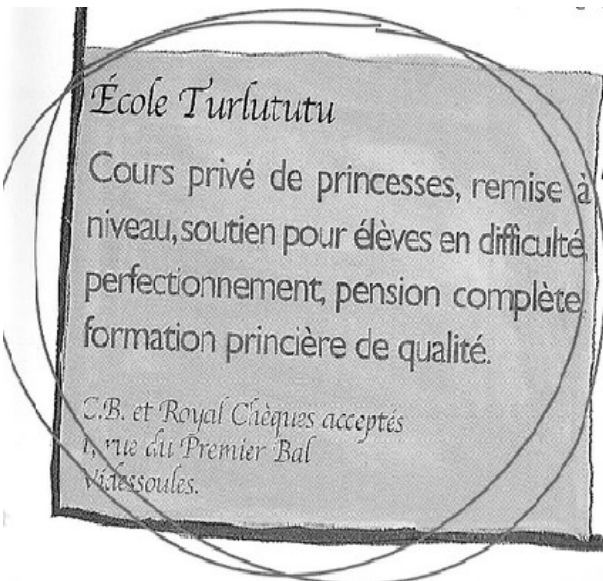 École Turlututu
Cours privé de princesses, remise à
niveau, soutien pour élèves en difficulté,
perfectionnement, pension complète,
formation princière de qualité.
C.B. et Royal Chèques acceptés
1, rue du Premier Bal
Videssoules.